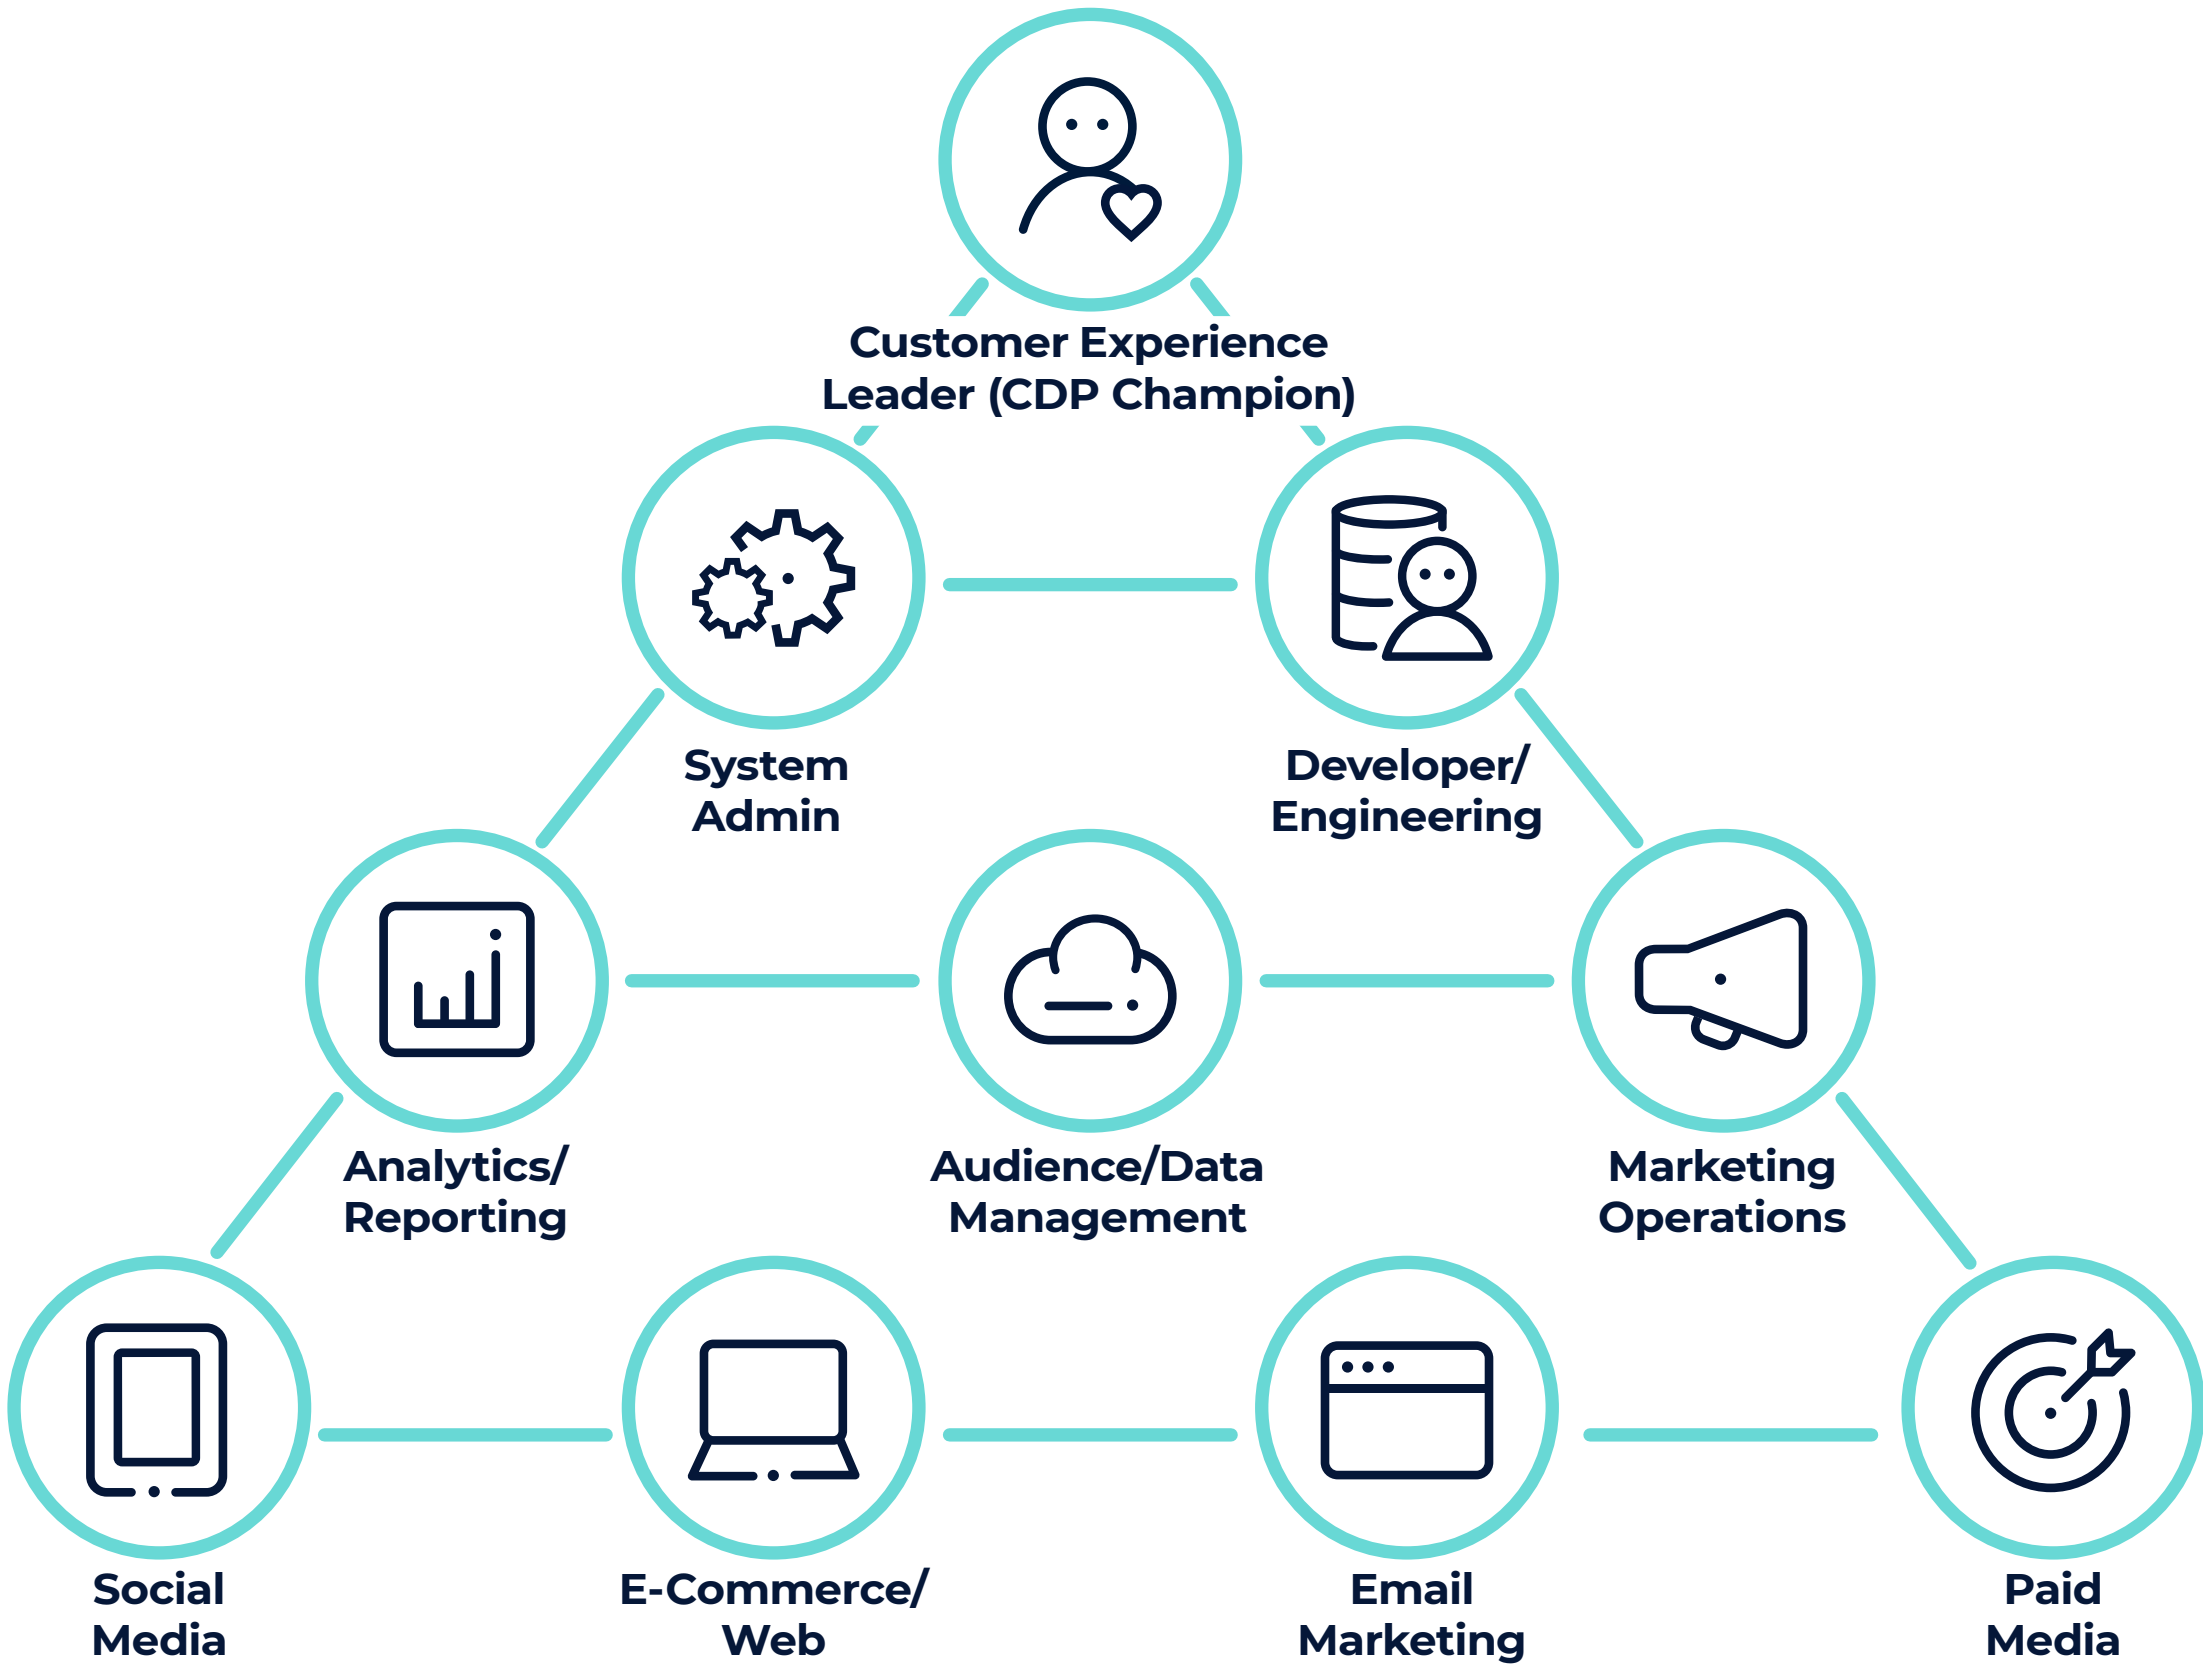 Customer Experience
Leader (CDP Champion)
System
Admin
Developer/
Engineering
Analytics/
Reporting
Audience/Data
Management
Marketing
Operations
Social
Media
E-Commerce/
Web
Email
Marketing
Paid
Media